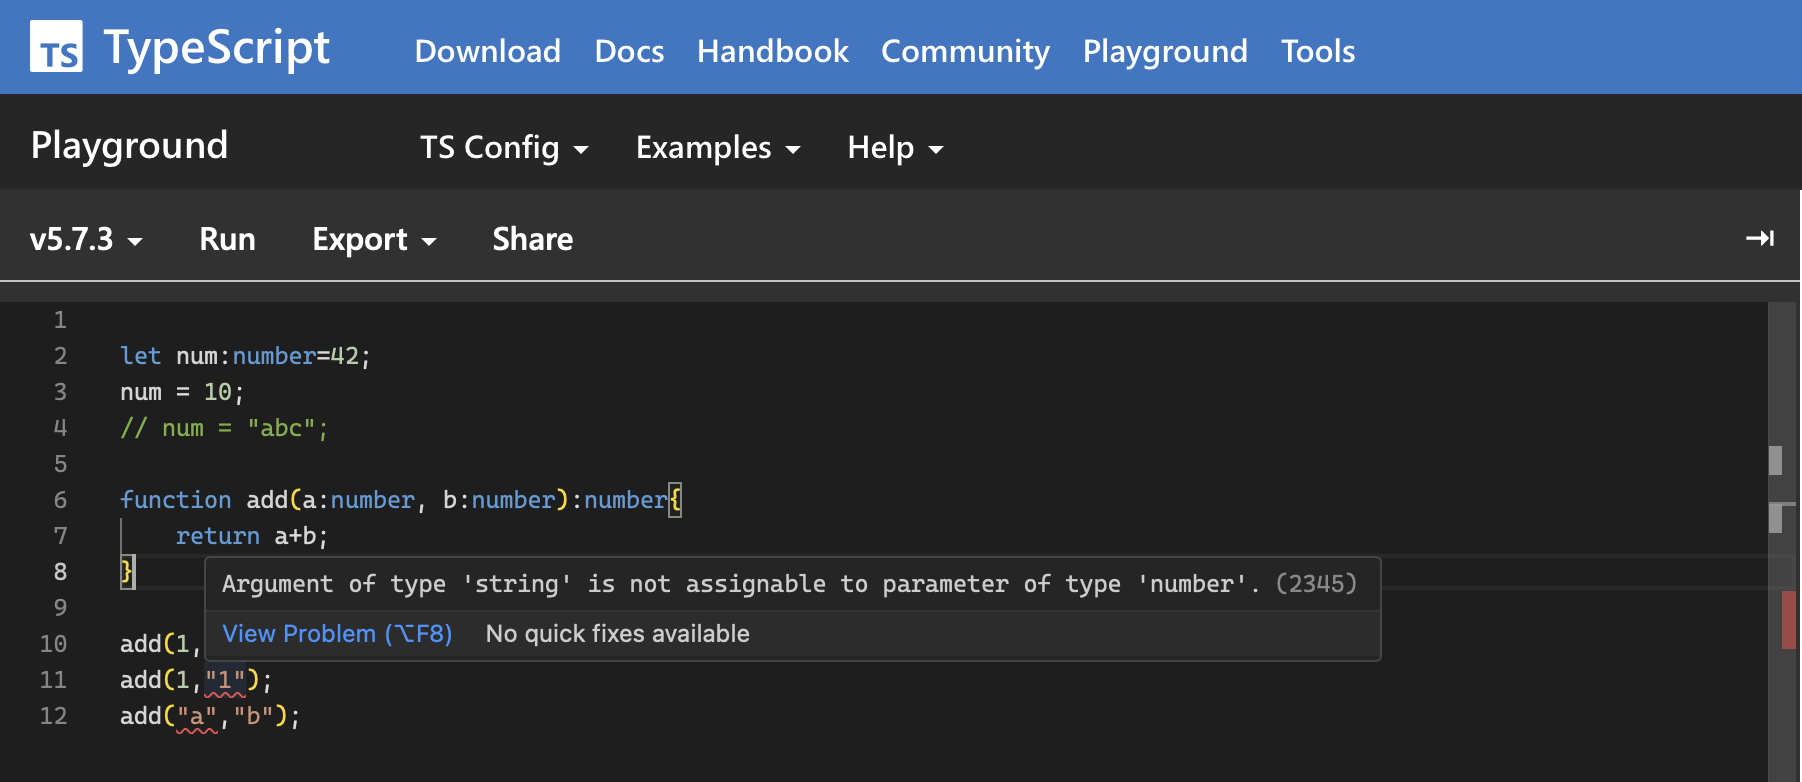 TS TypeScript Download Docs Handbook Community Playground Tools
Playground TS Config Examples Help
v5.7.3 Run Export Share
1
2 let num:number=42;
3 num = 10;
4 // num = "abc";
5
6 function add(a:number, b:number):number{
7 return a+b;
8 }
Argument of type 'string' is not assignable to parameter of type 'number'. (2345)
9
View Problem (⌥F8) No quick fixes available
10 add(1,
11 add(1,"1");
12 add("a","b");